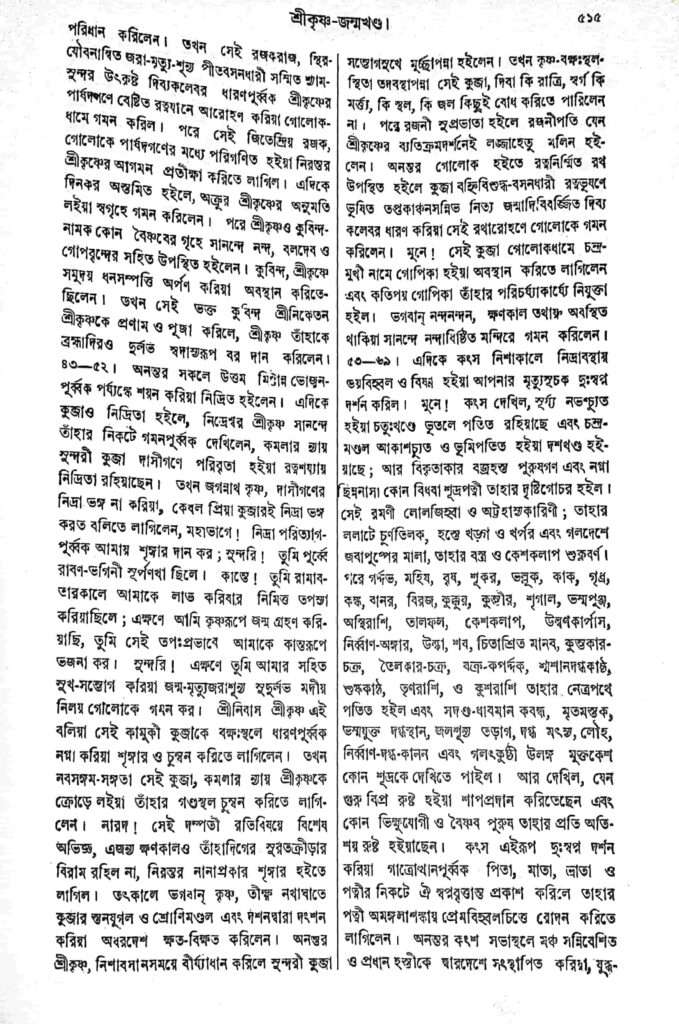 শ্রীকৃষ্ণ-জন্মখণ্ড।
৫১৫
পরিধান করিলেন। তখন সেই রজকরাজ, স্থির-
যৌবনান্বিত জরা-মৃত্যু-শূন্য পীতবসনধারী সস্মিত শ্যাম-
সুন্দর উৎকৃষ্ট দিব্যকলেবর ধারণপূর্ব্বক শ্রীকৃষ্ণের
পার্ষদগণে বেষ্টিত রত্নযানে আরোহণ করিয়া গোলোক-
ধামে গমন করিল। পরে সেই জিতেন্দ্রিয় রজক,
গোলোকে পার্ষদগণের মধ্যে পরিগণিত হইয়া নিরন্তর
শ্রীকৃষ্ণের আগমন প্রতীক্ষা করিতে লাগিল। এদিকে
দিনকর অস্তমিত হইলে, অক্রূর শ্রীকৃষ্ণের অনুমতি
লইয়া স্বগৃহে গমন করিলেন। পরে শ্রীকৃষ্ণও কুবিন্দ-
নামক কোন বৈষ্ণবের গৃহে সানন্দে নন্দ, বলদেব ও
গোপবৃন্দের সহিত উপস্থিত হইলেন। কুবিন্দ, শ্রীকৃষ্ণে
সমুদয় ধনসম্পত্তি অর্পণ করিয়া অবস্থান করিতে-
ছিলেন। তখন সেই ভক্ত কুবিন্দ শ্রীনিকেতন
শ্রীকৃষ্ণকে প্রণাম ও পূজা করিলে, শ্রীকৃষ্ণ তাঁহাকে
ব্রহ্মাদিরও দুর্লভ স্বদাস্যরূপ বর দান করিলেন।
৪৩—৫২। অনন্তর সকলে উত্তম মিষ্টান্ন ভোজন-
পূর্ব্বক পর্য্যঙ্কে শয়ন করিয়া নিদ্রিত হইলেন। এদিকে
কুব্জাও নিদ্রিতা হইলে, নিদ্রেশ্বর শ্রীকৃষ্ণ সানন্দে
তাঁহার নিকটে গমনপূর্ব্বক দেখিলেন, কমলার ন্যায়
সুন্দরী কুব্জা দাসীগণে পরিবৃতা হইয়া রত্নশয্যায়
নিদ্রিতা রহিয়াছেন। তখন জগন্নাথ কৃষ্ণ, দাসীগণের
নিদ্রা ভঙ্গ না করিয়া, কেবল প্রিয়া কুব্জারই নিদ্রা ভঙ্গ
করত বলিতে লাগিলেন, মহাভাগে! নিদ্রা পরিত্যাগ-
পূর্ব্বক আমায় শৃঙ্গার দান কর; সুন্দরি! তুমি পূর্ব্বে
রাবণ-ভগিনী সূর্পণখা ছিলে। কান্তে! তুমি রামাব-
তারকালে আমাকে লাভ করিবার নিমিত্ত তপস্যা
করিয়াছিলে; এক্ষণে আমি কৃষ্ণরূপে জন্ম গ্রহণ করি-
য়াছি, তুমি সেই তপঃপ্রভাবে আমাকে কান্তরূপে
ভজনা কর। সুন্দরি! এক্ষণে তুমি আমার সহিত
সুখ-সম্ভোগ করিয়া জন্ম-মৃত্যুজরাশূন্য সুদুর্লভ মদীয়
নিলয় গোলোকে গমন কর। শ্রীনিবাস শ্রীকৃষ্ণ এই
বলিয়া সেই কামুকী কুব্জাকে বক্ষঃস্থলে ধারণপূর্ব্বক
নগ্না করিয়া শৃঙ্গার ও চুম্বন করিতে লাগিলেন। তখন
নবসঙ্গম-সঙ্গতা সেই কুব্জা, কমলার ন্যায় শ্রীকৃষ্ণকে
ক্রোড়ে লইয়া তাঁহার গণ্ডস্থল চুম্বন করিতে লাগি-
লেন। নারদ! সেই দম্পতী রতিবিষয়ে বিশেষ
অভিজ্ঞ, এজন্য ক্ষণকালও তাঁহাদিগের সুরতক্রীড়ার
বিরাম রহিল না, নিরন্তর নানাপ্রকার শৃঙ্গার হইতে
লাগিল। তৎকালে ভগবান্ কৃষ্ণ, তীক্ষ্ণ নখাঘাতে
কুব্জার স্তনযুগল ও শ্রোণিমণ্ডল এবং দশনদ্বারা দংশন
করিয়া অধরদেশ ক্ষত-বিক্ষত করিলেন। অনন্তর
শ্রীকৃষ্ণ, নিশাবসানসময়ে বীর্য্যাধান করিলে সুন্দরী কুব্জা
সম্ভোগসুখে মূর্চ্ছাপন্না হইলেন। তখন কৃষ্ণ-বক্ষঃস্থল-
স্থিতা তদবস্থাপন্না সেই কুব্জা, দিবা কি রাত্রি, স্বর্গ কি
মর্ত্ত্য, কি স্থল, কি জল কিছুই বোধ করিতে পারিলেন
না। পরে রজনী সুপ্রভাতা হইলে রজনীপতি যেন
শ্রীকৃষ্ণের ব্যতিক্রমদর্শনেই লজ্জাহেতু মলিন হই-
লেন। অনন্তর গোলোক হইতে রত্ননির্ম্মিত রথ
উপস্থিত হইলে কুব্জা বহ্নিবিশুদ্ধ-বসনধারী রত্নভূষণে
ভূষিত তপ্তকাঞ্চনসন্নিভ নিত্য জন্মাদিবিবর্জ্জিত দিব্য
কলেবর ধারণ করিয়া সেই রথারোহণে গোলোকে গমন
করিলেন। মুনে! সেই কুব্জা গোলোকধামে চন্দ্র-
মুখী নামে গোপিকা হইয়া অবস্থান করিতে লাগিলেন
এবং কতিপয় গোপিকা তাঁহার পরিচর্য্যাকার্য্যে নিযুক্তা
হইল। ভগবান্ নন্দনন্দন, ক্ষণকাল তথায় অবস্থিত
থাকিয়া সানন্দে নন্দাধিষ্ঠিত মন্দিরে গমন করিলেন।
৫৩—৬৯। এদিকে কংস নিশাকালে নিদ্রাবস্থায়
ভয়বিহ্বল ও বিষণ্ণ হইয়া আপনার মৃত্যুসূচক দুঃস্বপ্ন
দর্শন করিল। মুনে! কংস দেখিল, সূর্য্য নভশ্চ্যুত
হইয়া চতুঃখণ্ডে ভূতলে পতিত রহিয়াছে এবং চন্দ্র-
মণ্ডল আকাশচ্যুত ও ভূমিপতিত হইয়া দশখণ্ড হই-
য়াছে; আর বিকৃতাকার বজ্রহস্ত পুরুষগণ এবং নগ্না
ছিন্ননাসা কোন বিধবা শূদ্রপত্নী তাহার দৃষ্টিগোচর হইল।
সেই রমণী লোলজিহ্বা ও অট্টহাস্যকারিণী; তাহার
ললাটে চূর্ণতিলক, হস্তে খড়্গ ও খর্পর এবং গলদেশে
জবাপুষ্পের মালা, তাহার বস্ত্র ও কেশকলাপ শুক্লবর্ণ।
পরে গর্দ্দভ, মহিষ, বৃষ, শূকর, ভল্লুক, কাক, গৃধ্র,
কঙ্ক, বানর, বিরজ, কুক্কুর, কুম্ভীর, শৃগাল, ভস্মপুঞ্জ,
অস্থিরাশি, তালফল, কেশকলাপ, উল্বণকার্পাস,
নির্ব্বাণ-অঙ্গার, উল্কা, শব, চিতাশ্রিত মানব, কুম্ভকার-
চক্র, তৈলকার-চক্র, বক্র-কপর্দ্দক, শ্মশানদগ্ধকাষ্ঠ,
শুষ্ককাষ্ঠ, তৃণরাশি, ও কুশরাশি তাহার নেত্রপথে
পতিত হইল এবং সদণ্ড-ধাবমান কবন্ধ, মৃতমস্তক,
ভস্মযুক্ত দগ্ধস্থান, জলশূন্য তড়াগ, দগ্ধ মৎস্য, লৌহ,
নির্ব্বাণ-দগ্ধ-কানন এবং গলৎকুষ্ঠী উলঙ্গ মুক্তকেশ
কোন শূদ্রকে দেখিতে পাইল। আর দেখিল, যেন
গুরু বিপ্র রুষ্ট হইয়া শাপপ্রদান করিতেছেন এবং
কোন ভিক্ষুযোগী ও বৈষ্ণব পুরুষ তাহার প্রতি অতি-
শয় রুষ্ট হইয়াছেন। কংস এইরূপ দুঃস্বপ্ন দর্শন
করিয়া গাত্রোত্থানপূর্ব্বক পিতা, মাতা, ভ্রাতা ও
পত্নীর নিকটে ঐ স্বপ্নবৃত্তান্ত প্রকাশ করিলে তাহার
পত্নী অমঙ্গলাশঙ্কায় প্রেমবিহ্বলচিত্তে রোদন করিতে
লাগিলেন। অনন্তর কংশ সভাস্থলে মঞ্চ সন্নিবেশিত
ও প্রধান হস্তীকে দ্বারদেশে সংস্থাপিত করিয়া, যুদ্ধ-